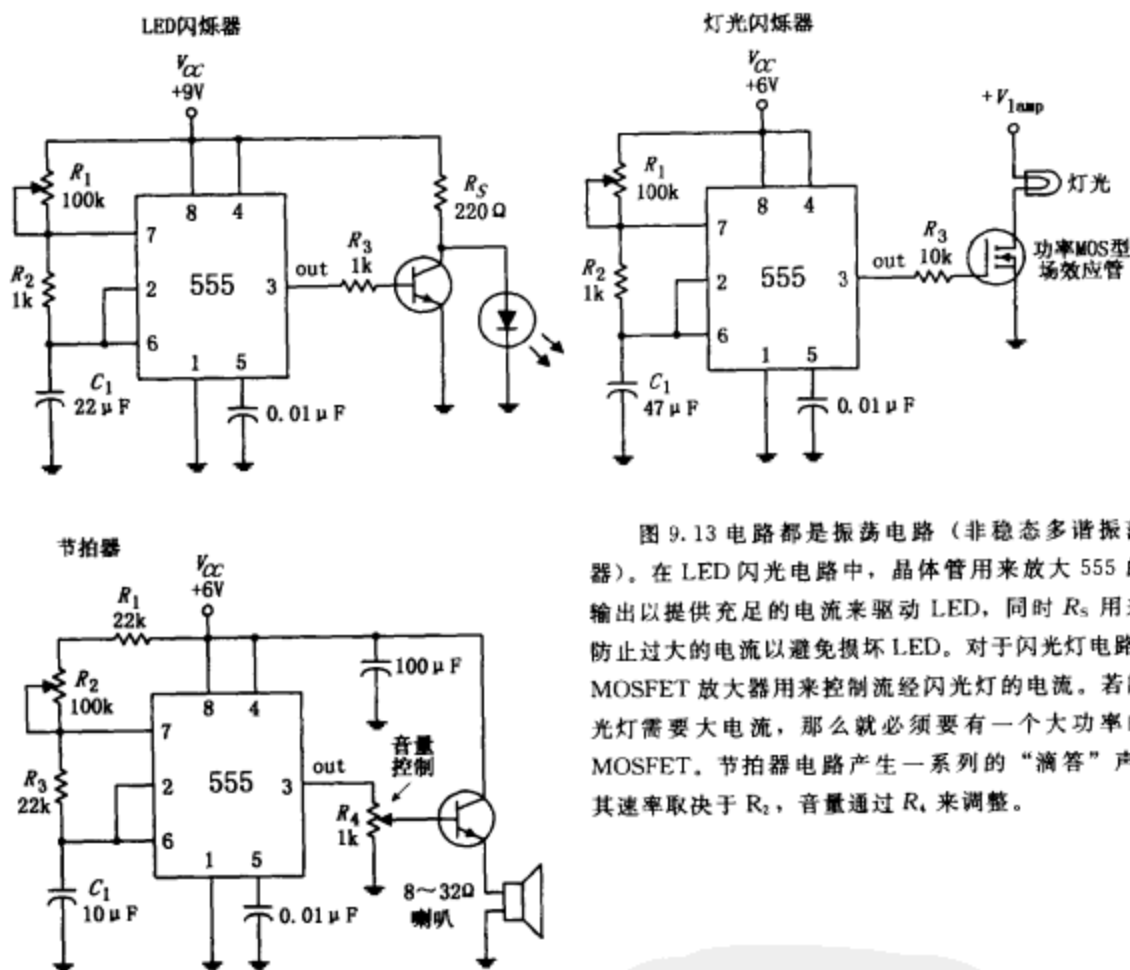 LED闪烁器
V_CC
+9V
R1
100k
8 4
7
R2
1k
2
555
3
out
R3
1k
RS
220Ω
6
1 5
C1
22μF
0.01μF
灯光闪烁器
V_CC
+6V
+V_lamp
R1
100k
灯光
8 4
7
R3
10k
功率MOS型
场效应管
R2
1k
2
555
3
out
6
1 5
C1
47μF
0.01μF
节拍器
V_CC
+6V
R1
22k
100μF
R2
100k
8 4
7
音量
控制
R3
22k
2
555
3
out
R4
1k
6
1 5
C1
10μF
0.01μF
8~32Ω
喇叭
图 9.13 电路都是振荡电路（非稳态多谐振
器）。在 LED 闪光电路中，晶体管用来放大 555
输出以提供充足的电流来驱动 LED，同时 RS 用
防止过大的电流以避免损坏 LED。对于闪光灯电路
MOSFET 放大器用来控制流经闪光灯的电流。若
光灯需要大电流，那么就必须要有一个大功率
MOSFET。节拍器电路产生一系列的“滴答”声
其速率取决于 R2，音量通过 R4 来调整。